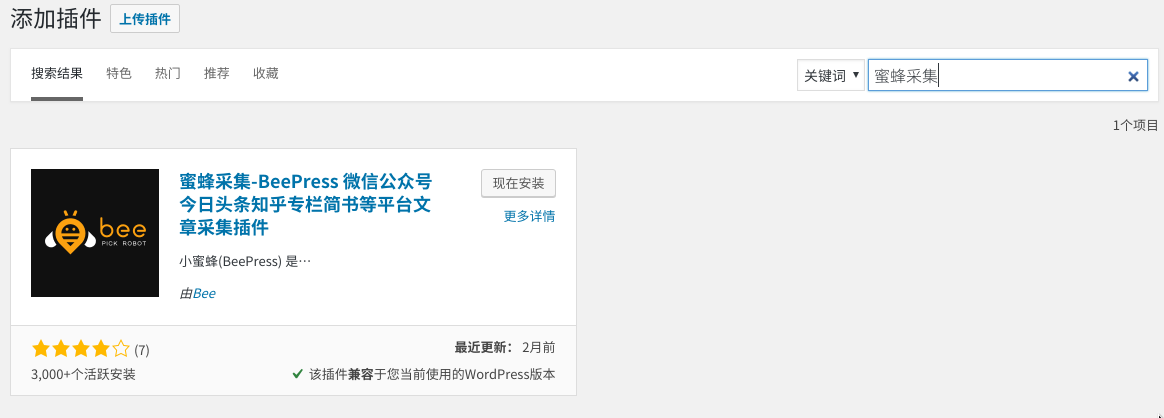 添加插件 上传插件
搜索结果 特色 热门 推荐 收藏 关键词 蜜蜂采集
1个项目
bee
PICK ROBOT
蜜蜂采集-BeePress 微信公众号
今日头条知乎专栏简书等平台文
章采集插件
现在安装
更多详情
小蜜蜂(BeePress) 是…
由Bee
(7)
最近更新: 2月前
3,000+个活跃安装
该插件兼容于您当前使用的WordPress版本